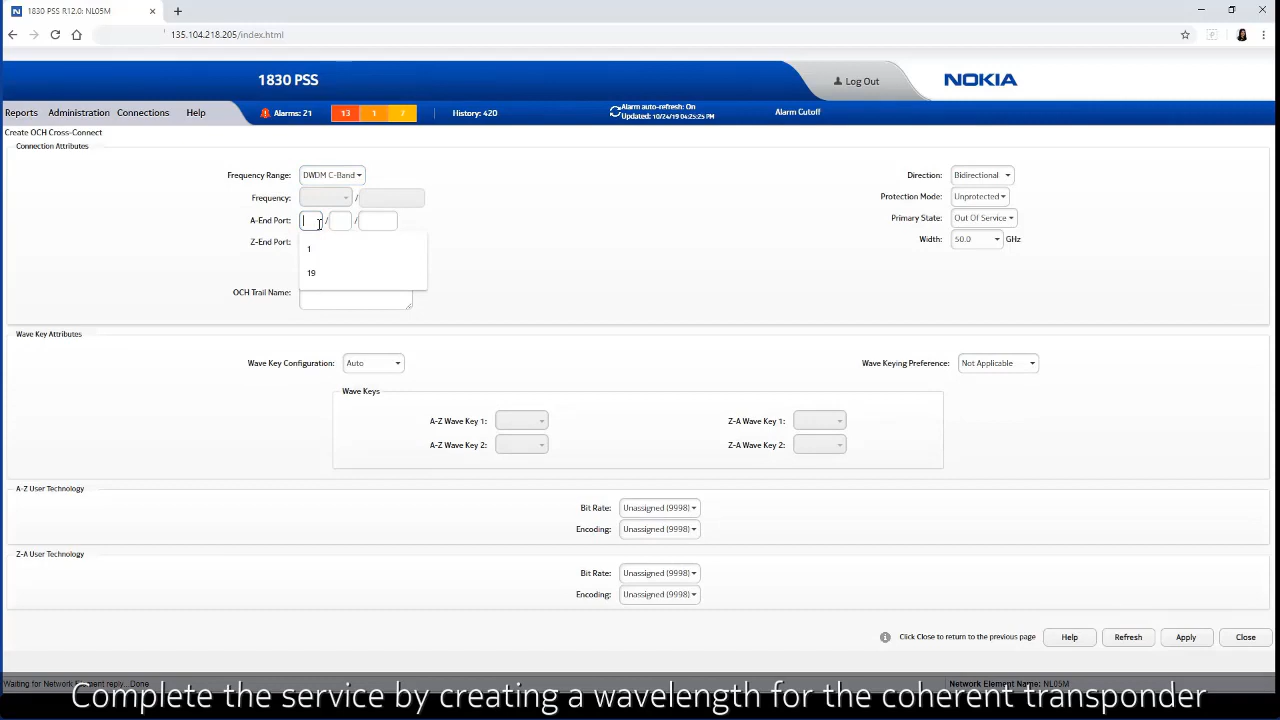 1830 PSS R12.0: NL05M
135.104.218.205/index.html
1830 PSS
Log Out
NOKIA
Reports Administration Connections Help
Alarms: 21 13 1 7 History: 420
Alarm auto-refresh: On
Updated: 10/24/19 04:25:25 PM
Alarm Cutoff
Create OCH Cross-Connect
Connection Attributes
Frequency Range: DWDM C-Band
Direction: Bidirectional
Frequency: /
Protection Mode: Unprotected
A-End Port: / /
Primary State: Out Of Service
Z-End Port:
Width: 50.0 GHz
1
19
OCH Trail Name:
Wave Key Attributes
Wave Key Configuration: Auto
Wave Keying Preference: Not Applicable
Wave Keys
A-Z Wave Key 1: Z-A Wave Key 1:
A-Z Wave Key 2: Z-A Wave Key 2:
A-Z User Technology
Bit Rate: Unassigned (9998)
Encoding: Unassigned (9998)
Z-A User Technology
Bit Rate: Unassigned (9998)
Encoding: Unassigned (9998)
Click Close to return to the previous page Help Refresh Apply Close
Waiting for Network Element reply.. Done Network Element Name: NL05M
Complete the service by creating a wavelength for the coherent transponder